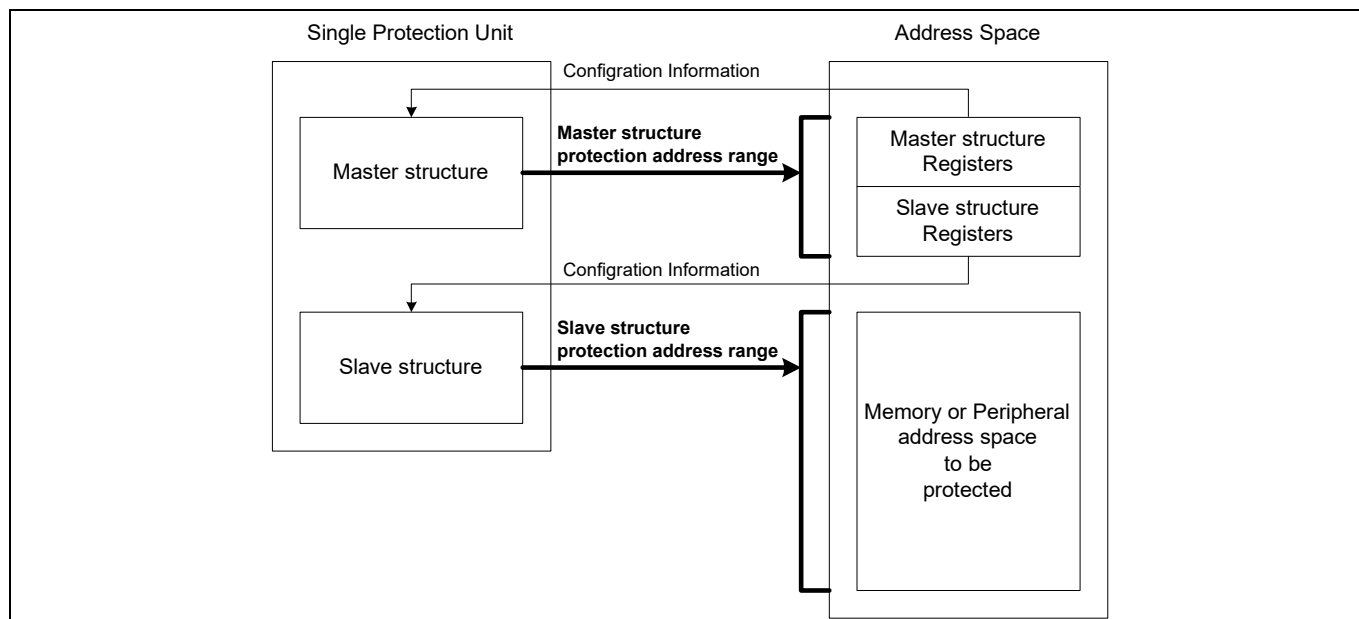 Single Protection Unit
Address Space
Configration Information
Master structure
Master structure
protection address range
Master structure
Registers
Slave structure
Registers
Configration Information
Slave structure
Slave structure
protection address range
Memory or Peripheral
address space
to be
protected